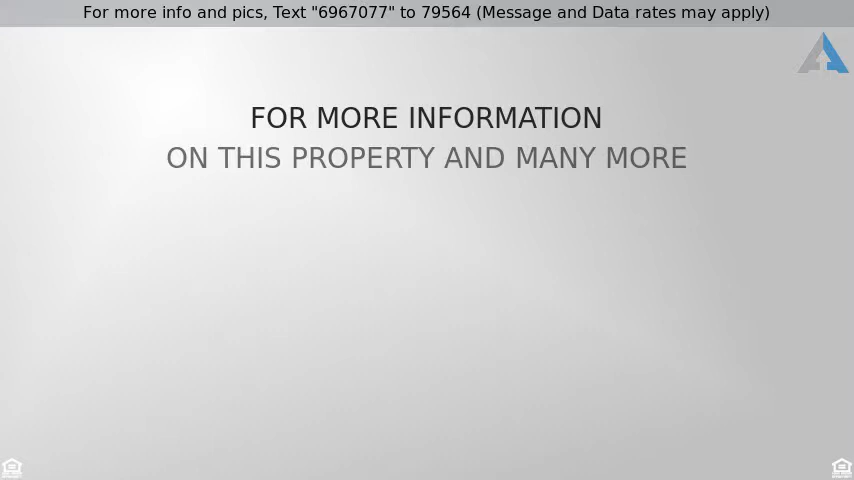 For more info and pics, Text "6967077" to 79564 (Message and Data rates may apply)
FOR MORE INFORMATION
ON THIS PROPERTY AND MANY MORE